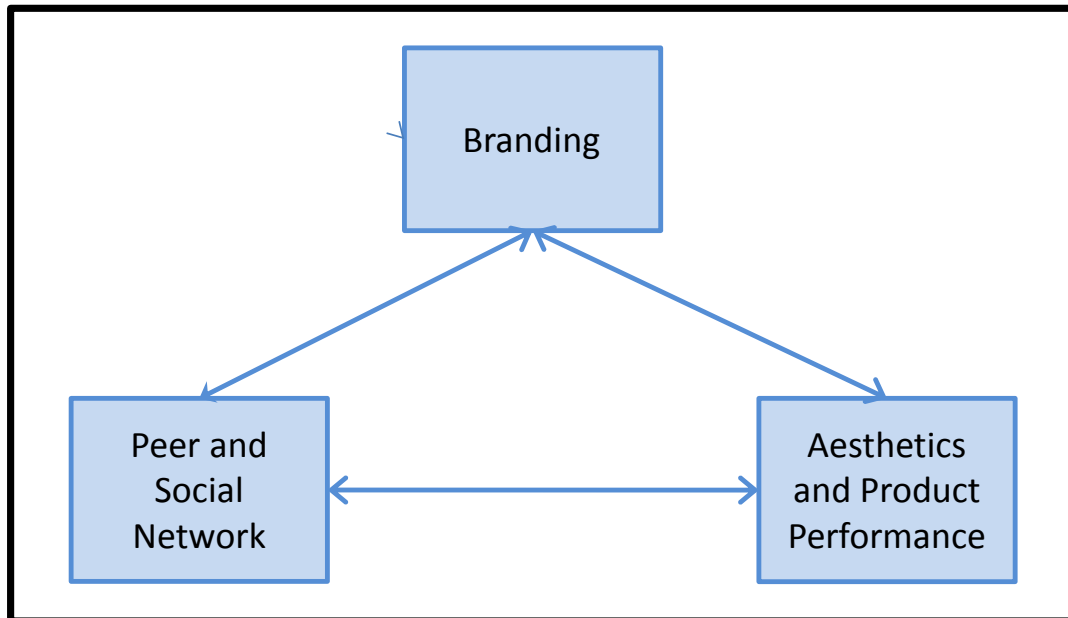 Branding
Peer and
Social
Network
Aesthetics
and Product
Performance